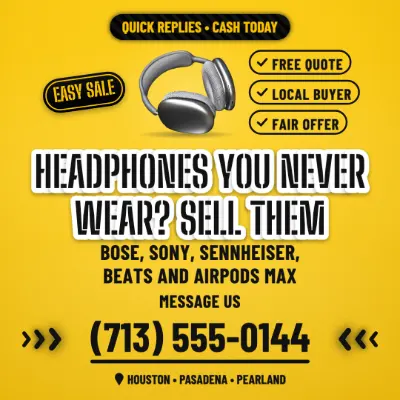 QUICK REPLIES • CASH TODAY
EASY SALE
FREE QUOTE
LOCAL BUYER
FAIR OFFER
HEADPHONES YOU NEVER
WEAR? SELL THEM
BOSE, SONY, SENNHEISER,
BEATS AND AIRPODS MAX
MESSAGE US
(713) 555-0144
HOUSTON • PASADENA • PEARLAND